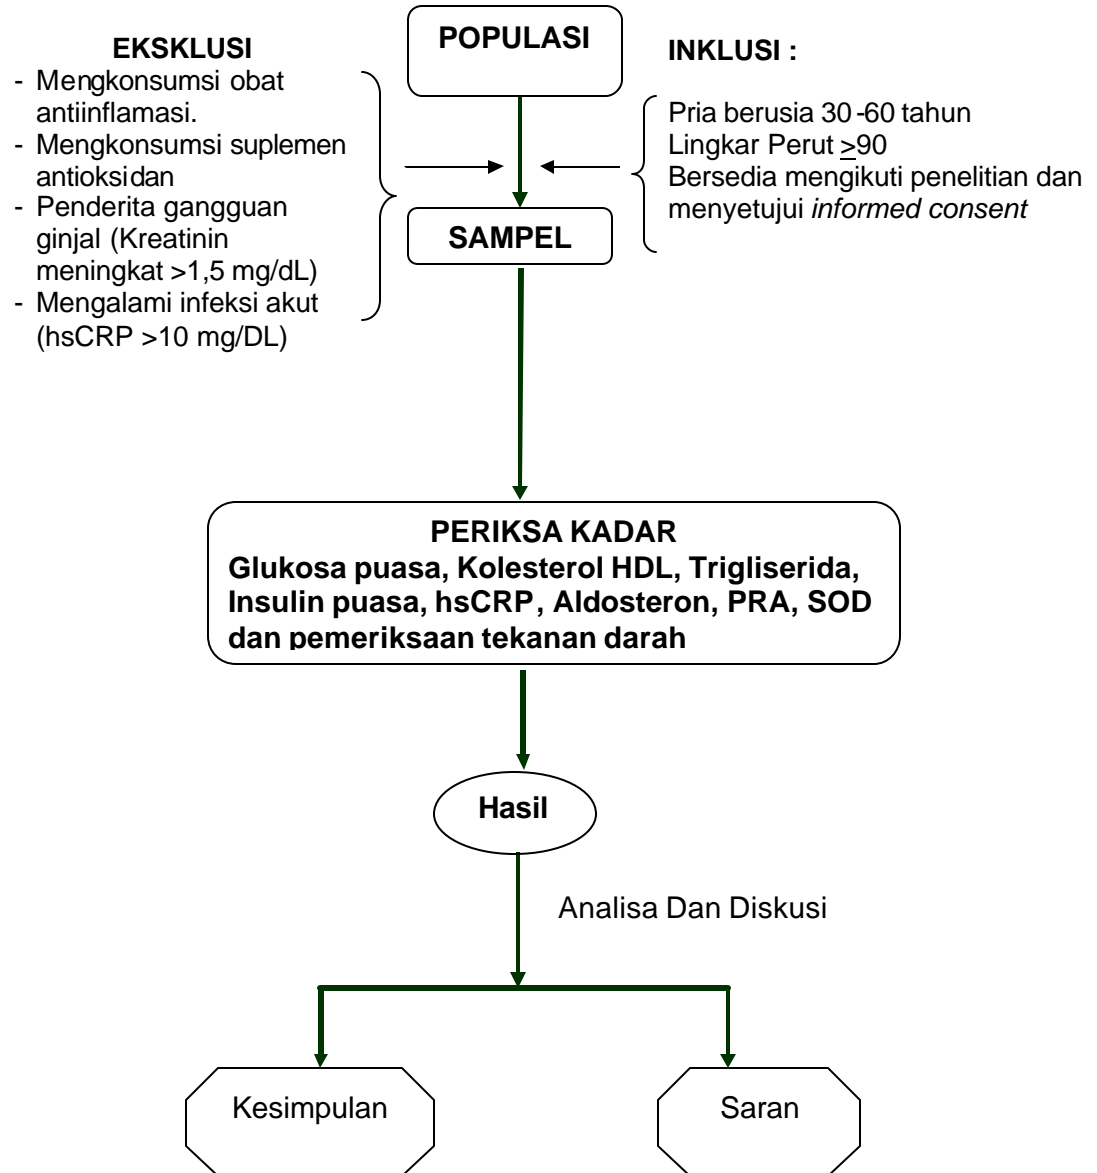 POPULASI
EKSKLUSI
- Mengkonsumsi obat
antiinflamasi.
- Mengkonsumsi suplemen
antioksidan
- Penderita gangguan
ginjal (Kreatinin
meningkat >1,5 mg/dL)
- Mengalami infeksi akut
(hsCRP >10 mg/DL)
INKLUSI :
Pria berusia 30-60 tahun
Lingkar Perut ≥90
Bersedia mengikuti penelitian dan
menyetujui informed consent
SAMPEL
PERIKSA KADAR
Glukosa puasa, Kolesterol HDL, Trigliserida,
Insulin puasa, hsCRP, Aldosteron, PRA, SOD
dan pemeriksaan tekanan darah
Hasil
Analisa Dan Diskusi
Kesimpulan
Saran